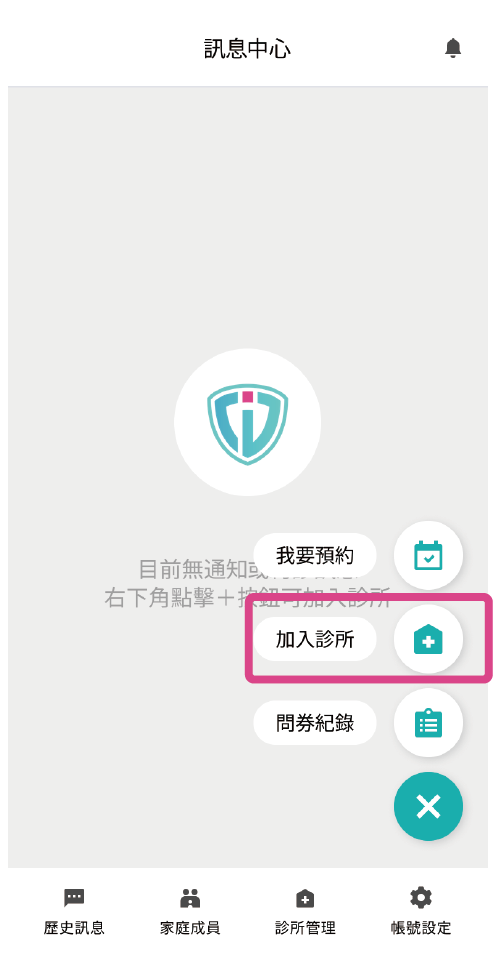 訊息中心
我要預約
目前無通知或
右下角點擊＋按鈕可加入診所
加入診所
問券紀錄
歷史訊息
家庭成員
診所管理
帳號設定